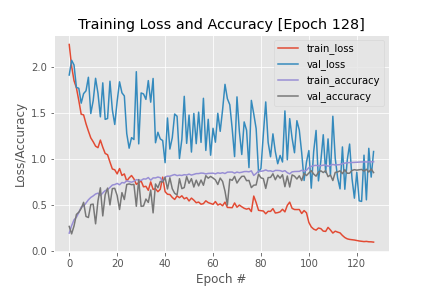 Training Loss and Accuracy [Epoch 128]
train_loss
val_loss
train_accuracy
val_accuracy
Loss/Accuracy
2.0
1.5
1.0
0.5
0.0
0 20 40 60 80 100 120
Epoch #